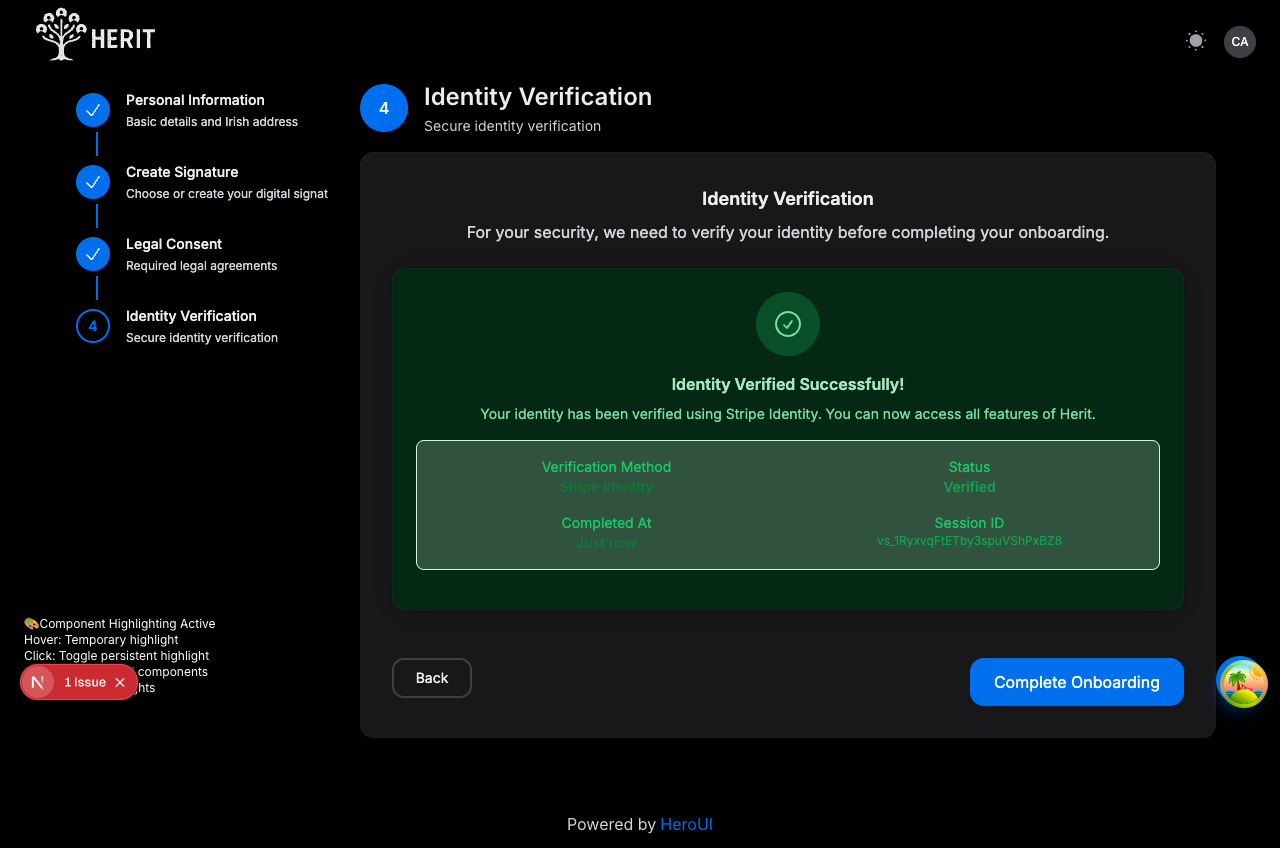 HERIT
CA
Personal Information
Basic details and Irish address
Create Signature
Choose or create your digital signat
Legal Consent
Required legal agreements
4
Identity Verification
Secure identity verification
4
Identity Verification
Secure identity verification
Identity Verification
For your security, we need to verify your identity before completing your onboarding.
Identity Verified Successfully!
Your identity has been verified using Stripe Identity. You can now access all features of Herit.
Verification Method
Stripe Identity
Status
Verified
Completed At
Just now
Session ID
vs_1RyxvqFtETby3spuVShPxBZ8
Back
Complete Onboarding
Component Highlighting Active
Hover: Temporary highlight
Click: Toggle persistent highlight
components
hts
N 1 Issue
Powered by HeroUI